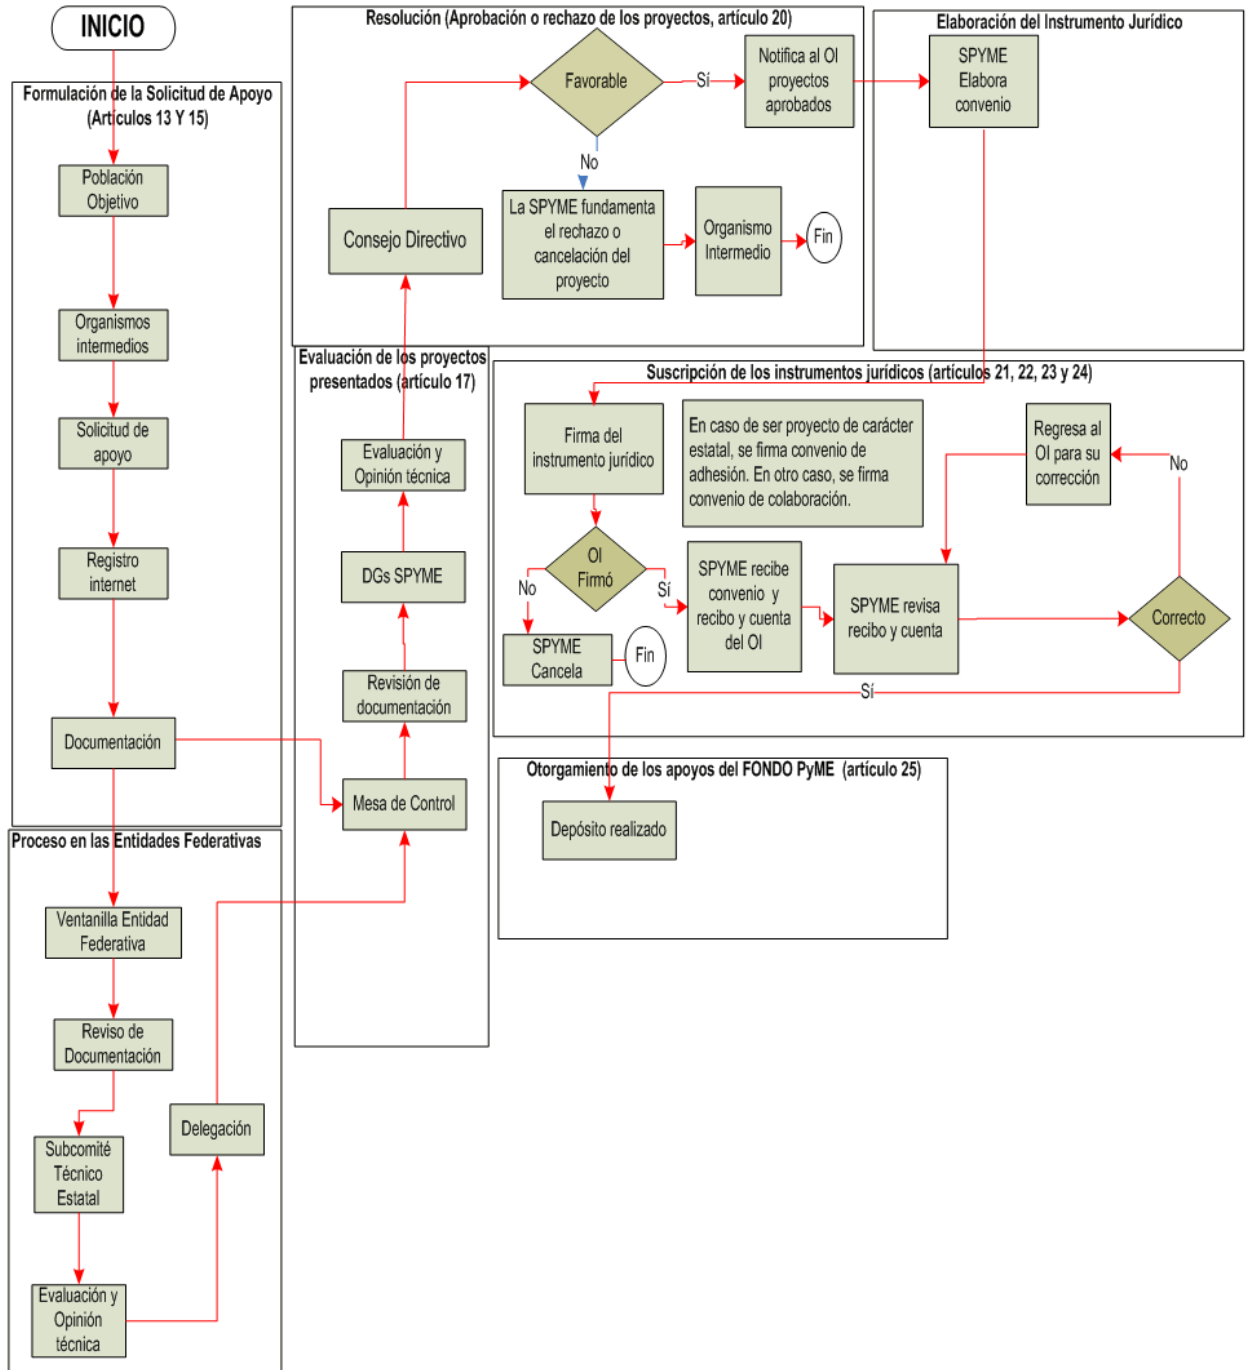 INICIO
Formulación de la Solicitud de Apoyo
(Artículos 13 Y 15)
Población
Objetivo
Organismos
intermedios
Solicitud de
apoyo
Registro
internet
Documentación
Proceso en las Entidades Federativas
Ventanilla Entidad
Federativa
Reviso de
Documentación
Subcomité
Técnico
Estatal
Evaluación y
Opinión
técnica
Delegación
Evaluación de los proyectos
presentados (artículo 17)
Evaluación y
Opinión técnica
DGs SPYME
Revisión de
documentación
Mesa de Control
Resolución (Aprobación o rechazo de los proyectos, artículo 20)
Consejo Directivo
Favorable
Sí
No
Notifica al OI
proyectos
aprobados
La SPYME fundamenta
el rechazo o
cancelación del
proyecto
Organismo
Intermedio
Fin
Elaboración del Instrumento Jurídico
SPYME
Elabora
convenio
Suscripción de los instrumentos jurídicos (artículos 21, 22, 23 y 24)
Firma del
instrumento jurídico
En caso de ser proyecto de carácter
estatal, se firma convenio de
adhesión. En otro caso, se firma
convenio de colaboración.
Regresa al
OI para su
corrección
No
OI
Firmó
No
Sí
SPYME
Cancela
Fin
SPYME recibe
convenio y
recibo y cuenta
del OI
SPYME revisa
recibo y cuenta
Correcto
Sí
Otorgamiento de los apoyos del FONDO PyME (artículo 25)
Depósito realizado